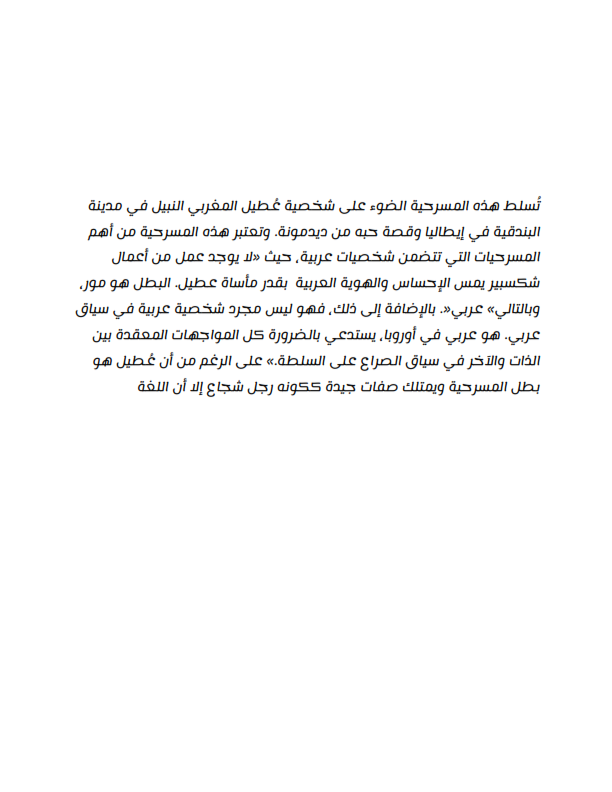 تُسلط هذه المسرحية الضوء على شخصية عُطيل المغربي النبيل في مدينة
البندقية في إيطاليا وقصة حبه من ديدمونة. وتعتبر هذه المسرحية من أهم
المسرحيات التي تتضمن شخصيات عربية، حيث «لا يوجد عمل من أعمال
شكسبير يمس الإحساس والهوية العربية  بقدر مأساة عطيل. البطل هو مور،
وبالتالي» عربي«. بالإضافة إلى ذلك، فهو ليس مجرد شخصية عربية في سياق
عربي. هو عربي في أوروبا، يستدعي بالضرورة كل المواجهات المعقدة بين
الذات والآخر في سياق الصراع على السلطة.» على الرغم من أن عُطيل هو
بطل المسرحية ويمتلك صفات جيدة ككونه رجل شجاع إلا أن اللغة